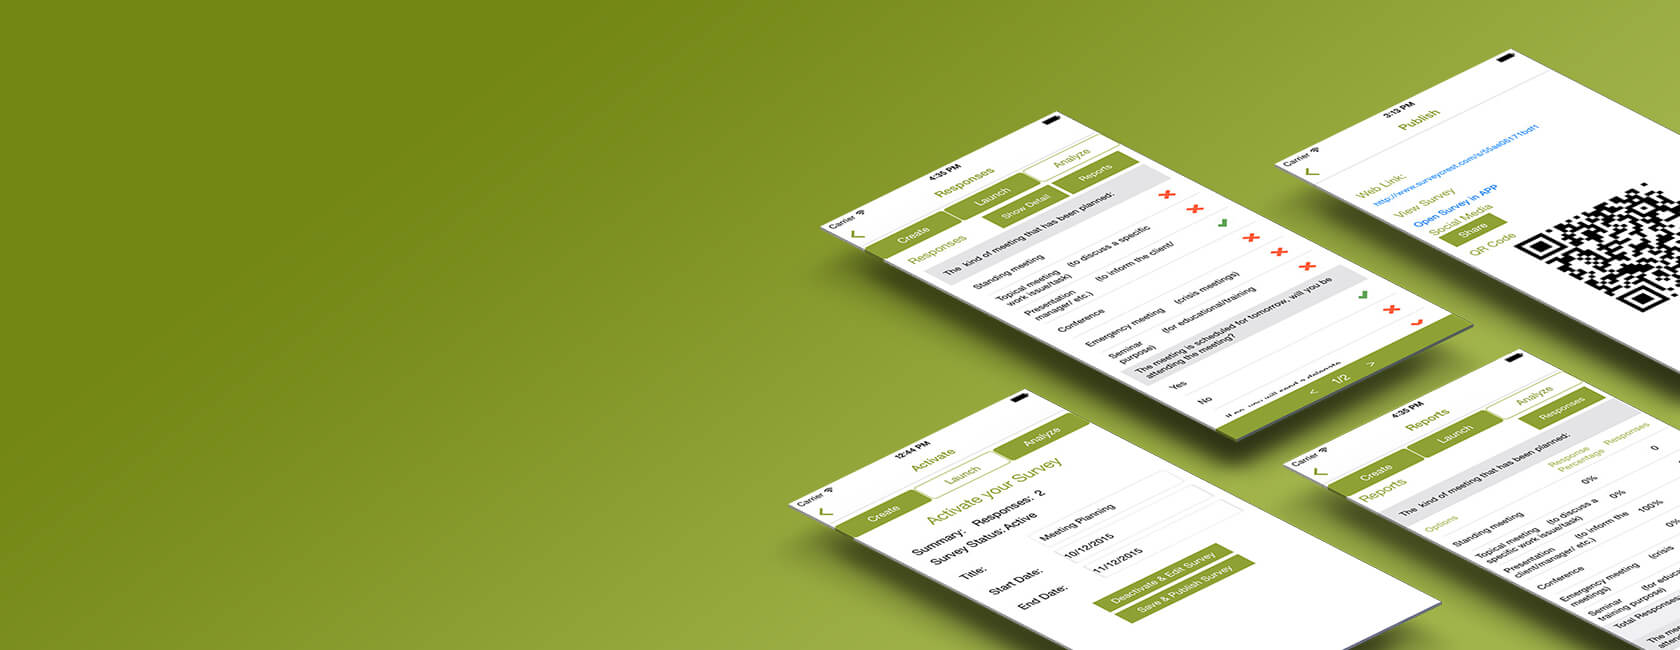 Carrier
4:35 PM
Responses
Create
Launch
Analyze
Responses
Show Detail
Reports
The kind of meeting that has been planned:
Standing meeting
Topical meeting (to discuss a specific
work issue/task)
Presentation (to inform the client/
manager/ etc.)
Conference
Emergency meeting (crisis meetings)
Seminar (for educational/training
purpose)
The meeting is scheduled for tomorrow, will you be
attending the meeting?
Yes
No
< 1/2 >
Carrier
3:13 PM
Publish
Web Link:
View Survey
Open Survey in APP
Social Media
Share
QR Code
Carrier
12:44 PM
Activate
Create
Launch
Analyze
Activate your Survey
Summary: Responses: 2
Survey Status: Active
Title: Meeting Planning
Start Date: 10/12/2015
End Date: 11/12/2015
Deactivate & Edit Survey
Save & Publish Survey
Carrier
4:35 PM
Reports
Create
Launch
Analyze
Reports
Responses
The kind of meeting that has been planned:
Options
Response
Percentage
Responses
Standing meeting 0% 0
Topical meeting (to discuss a
specific work issue/task) 0%
Presentation (to inform the
client/manager/ etc.) 100%
Conference 0%
Emergency meeting (crisis
meetings)
Seminar (for educa
training purpose)
Total Responses
The mee
atten